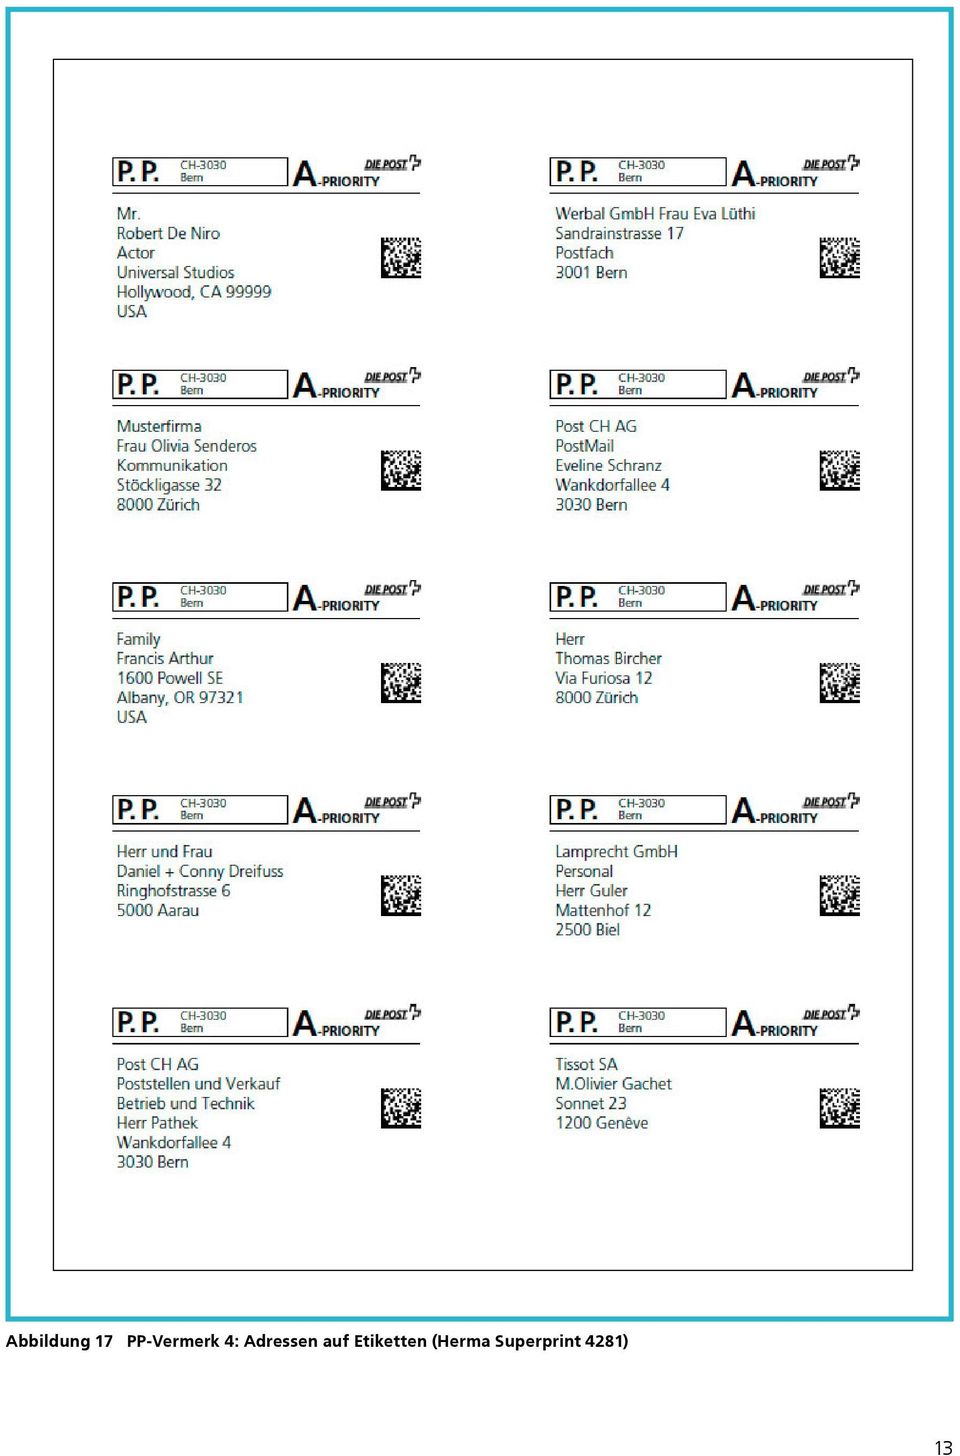 P. P. CH-3030
Bern
A-PRIORITY
DIE POST
Mr.
Robert De Niro
Actor
Universal Studios
Hollywood, CA 99999
USA
P. P. CH-3030
Bern
A-PRIORITY
DIE POST
Werbal GmbH Frau Eva Lüthi
Sandrainstrasse 17
Postfach
3001 Bern
P. P. CH-3030
Bern
A-PRIORITY
DIE POST
Musterfirma
Frau Olivia Senderos
Kommunikation
Stöckligasse 32
8000 Zürich
P. P. CH-3030
Bern
A-PRIORITY
DIE POST
Post CH AG
PostMail
Eveline Schranz
Wankdorfallee 4
3030 Bern
P. P. CH-3030
Bern
A-PRIORITY
DIE POST
Family
Francis Arthur
1600 Powell SE
Albany, OR 97321
USA
P. P. CH-3030
Bern
A-PRIORITY
DIE POST
Herr
Thomas Bircher
Via Furiosa 12
8000 Zürich
P. P. CH-3030
Bern
A-PRIORITY
DIE POST
Herr und Frau
Daniel + Conny Dreifuss
Ringhofstrasse 6
5000 Aarau
P. P. CH-3030
Bern
A-PRIORITY
DIE POST
Lamprecht GmbH
Personal
Herr Guler
Mattenhof 12
2500 Biel
P. P. CH-3030
Bern
A-PRIORITY
DIE POST
Post CH AG
Poststellen und Verkauf
Betrieb und Technik
Herr Pathek
Wankdorfallee 4
3030 Bern
P. P. CH-3030
Bern
A-PRIORITY
DIE POST
Tissot SA
M.Olivier Gachet
Sonnet 23
1200 Genêve
Abbildung 17 PP-Vermerk 4: Adressen auf Etiketten (Herma Superprint 4281)
13